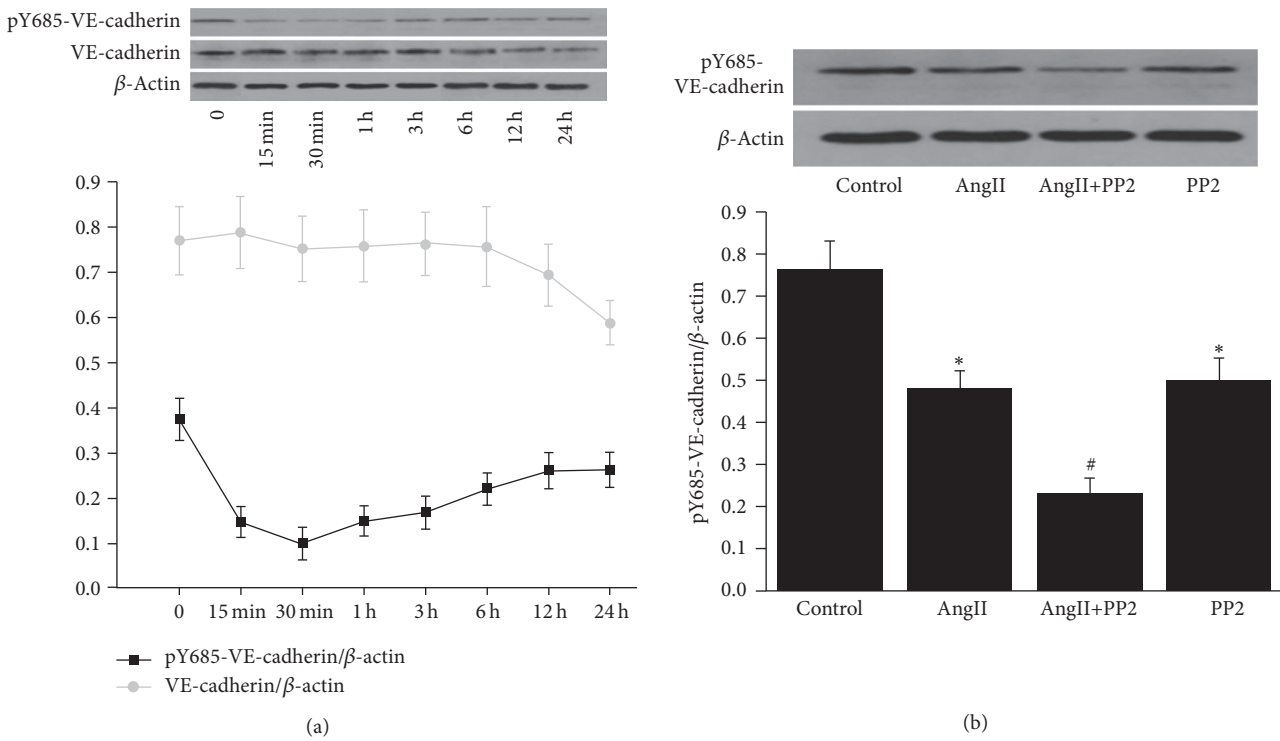 pY685-VE-cadherin
VE-cadherin
β-Actin
0
15 min
30 min
1 h
3 h
6 h
12 h
24 h
0.9
0.8
0.7
0.6
0.5
0.4
0.3
0.2
0.1
0.0
0 15 min 30 min 1 h 3 h 6 h 12 h 24 h
pY685-VE-cadherin/β-actin
VE-cadherin/β-actin
(a)
pY685-
VE-cadherin
β-Actin
Control AngII AngII+PP2 PP2
pY685-VE-cadherin/β-actin
0.9
0.8
0.7
0.6
0.5
0.4
0.3
0.2
0.1
0.0
*
#
*
Control AngII AngII+PP2 PP2
(b)